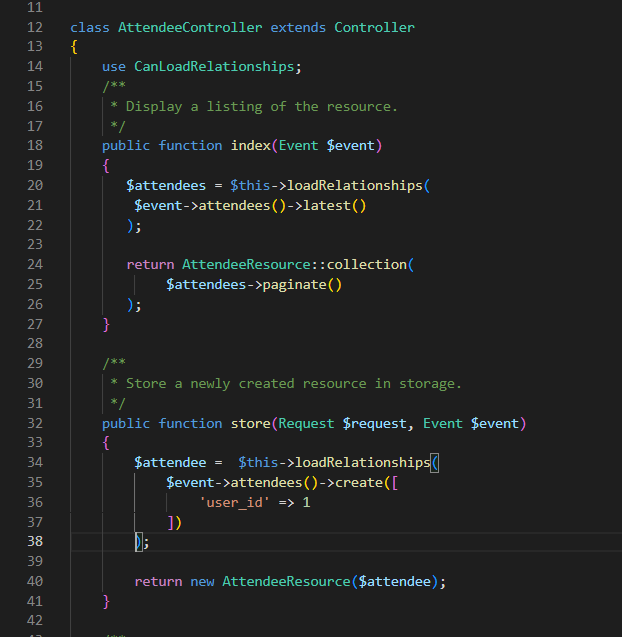 11
12 class AttendeeController extends Controller
13 {
14     use CanLoadRelationships;
15     /**
16      * Display a listing of the resource.
17      */
18     public function index(Event $event)
19     {
20        $attendees = $this->loadRelationships(
21         $event->attendees()->latest()
22        );
23
24        return AttendeeResource::collection(
25             $attendees->paginate()
26        );
27     }
28
29     /**
30      * Store a newly created resource in storage.
31      */
32     public function store(Request $request, Event $event)
33     {
34         $attendee =  $this->loadRelationships(
35             $event->attendees()->create([
36                 'user_id' => 1
37             ])
38         );
39
40         return new AttendeeResource($attendee);
41     }
42